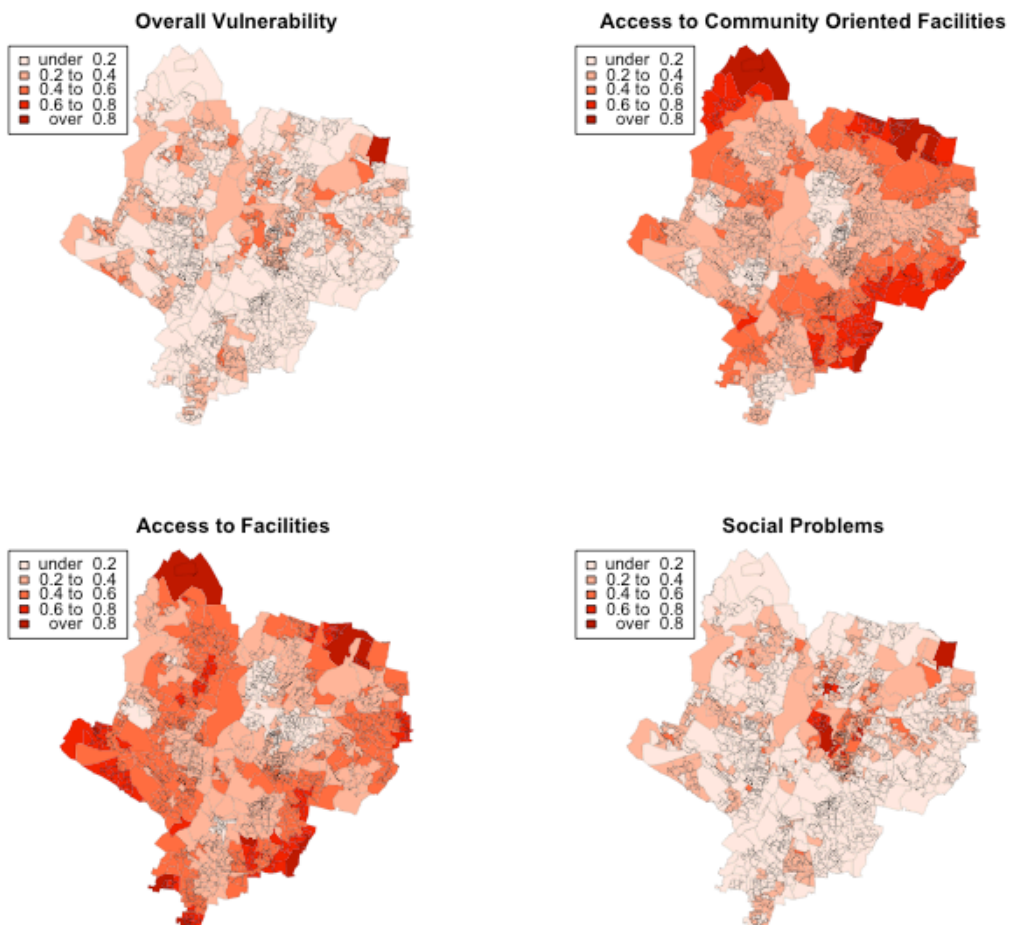 Overall Vulnerability
under 0.2
0.2 to 0.4
0.4 to 0.6
0.6 to 0.8
over 0.8
Access to Community Oriented Facilities
under 0.2
0.2 to 0.4
0.4 to 0.6
0.6 to 0.8
over 0.8
Access to Facilities
under 0.2
0.2 to 0.4
0.4 to 0.6
0.6 to 0.8
over 0.8
Social Problems
under 0.2
0.2 to 0.4
0.4 to 0.6
0.6 to 0.8
over 0.8